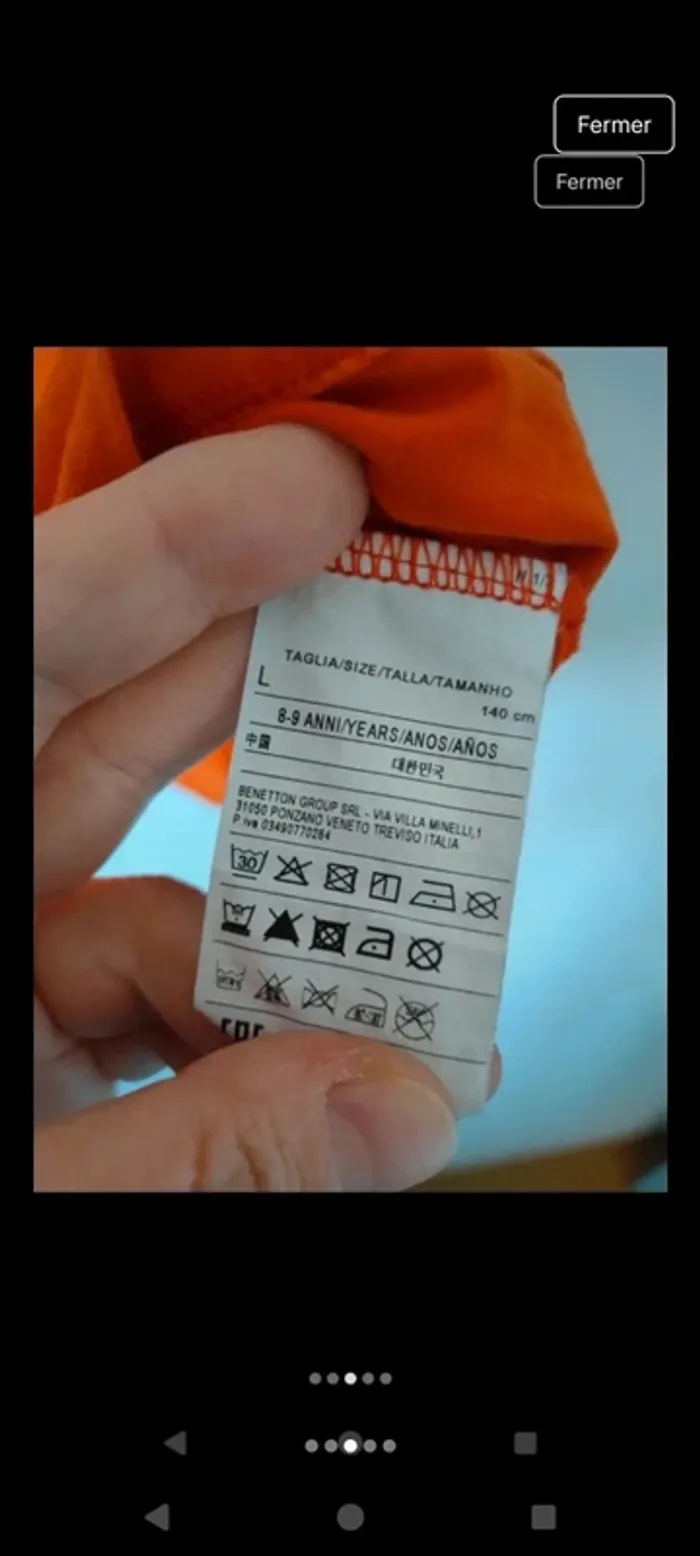 Fermer
Fermer
TAGLIA/SIZE/TALLA/TAMANHO
L
140 cm
8-9 ANNI/YEARS/ANOS/AÑOS
中国
대한민국
BENETTON GROUP SRL - VIA VILLA MINELLI,1
31050 PONZANO VENETO TREVISO ITALIA
P.iva 03490770264
30